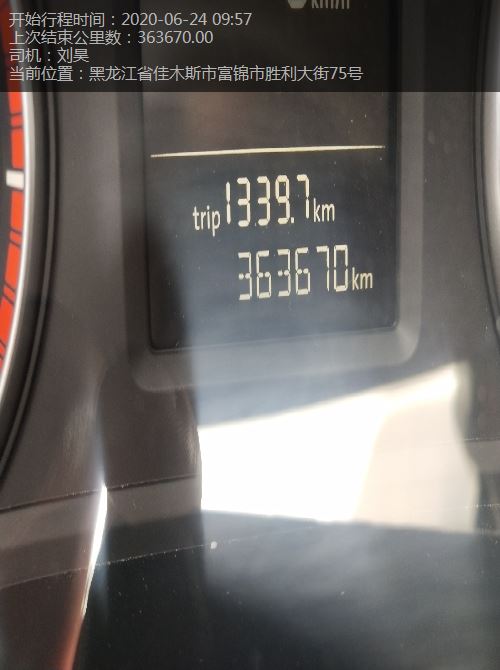 km/h
开始行程时间：2020-06-24 09:57
上次结束公里数：363670.00
司机：刘昊
当前位置：黑龙江省佳木斯市富锦市胜利大街75号
trip 1339.7 km
363670 km